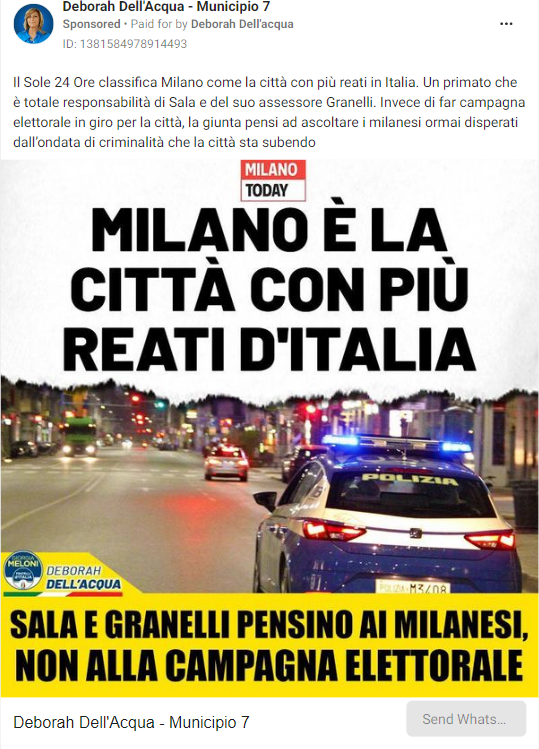 Deborah Dell'Acqua - Municipio 7
Sponsored • Paid for by Deborah Dell'acqua
ID: 1381584978914493
Il Sole 24 Ore classifica Milano come la città con più reati in Italia. Un primato che
è totale responsabilità di Sala e del suo assessore Granelli. Invece di far campagna
elettorale in giro per la città, la giunta pensi ad ascoltare i milanesi ormai disperati
dall'ondata di criminalità che la città sta subendo
MILANO
TODAY
MILANO È LA
CITTÀ CON PIÙ
REATI D'ITALIA
POLIZIA
POLIZIA M3408
GIORGIA
MELONI
FRATELLI
D'ITALIA
DEBORAH
DELL'ACQUA
SALA E GRANELLI PENSINO AI MILANESI,
NON ALLA CAMPAGNA ELETTORALE
Deborah Dell'Acqua - Municipio 7
Send Whats...